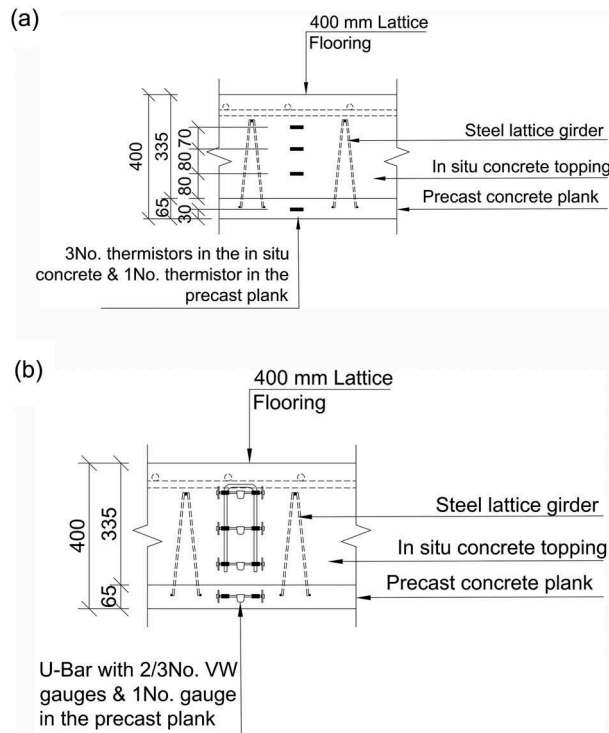 (a)
400 mm Lattice
Flooring
400
335
65
70
80
80
30
Steel lattice girder
In situ concrete topping
Precast concrete plank
3No. thermistors in the in situ
concrete & 1No. thermistor in the
precast plank
(b)
400 mm Lattice
Flooring
400
335
65
Steel lattice girder
In situ concrete topping
Precast concrete plank
U-Bar with 2/3No. VW
gauges & 1No. gauge
in the precast plank